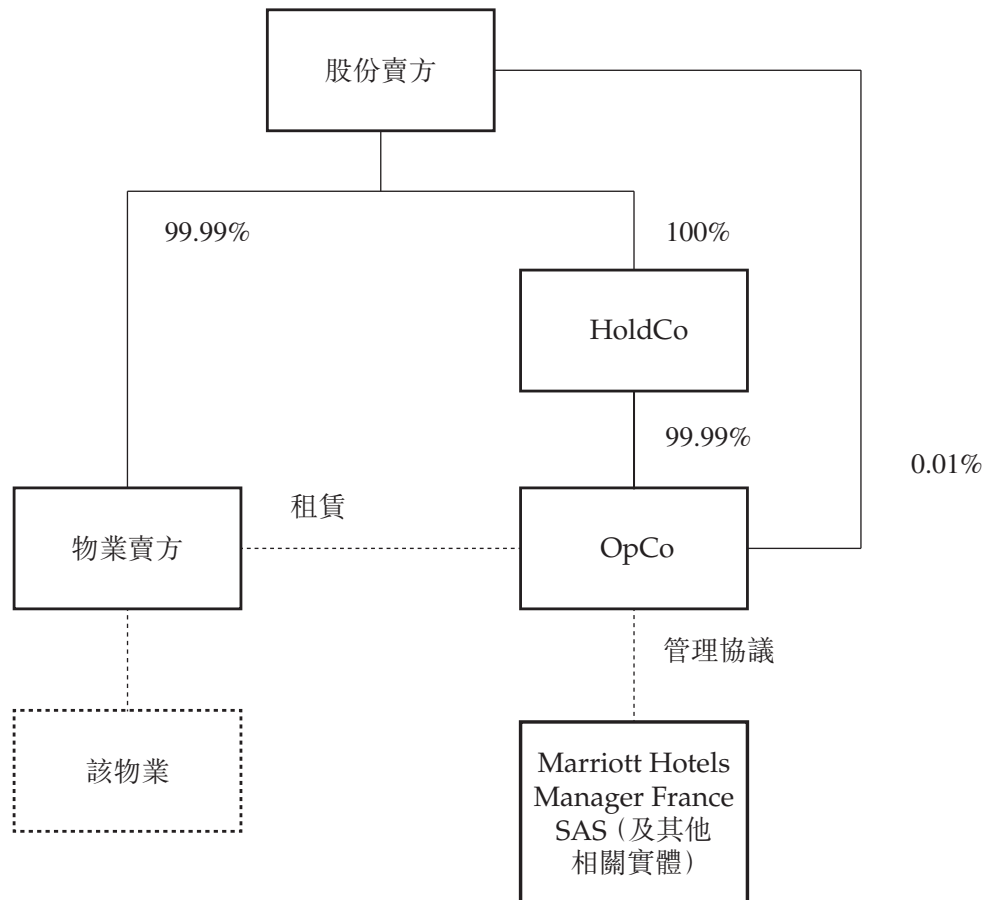 股份賣方
99.99%
100%
HoldCo
99.99%
0.01%
租賃
物業賣方
OpCo
管理協議
該物業
Marriott Hotels
Manager France
SAS（及其他
相關實體）